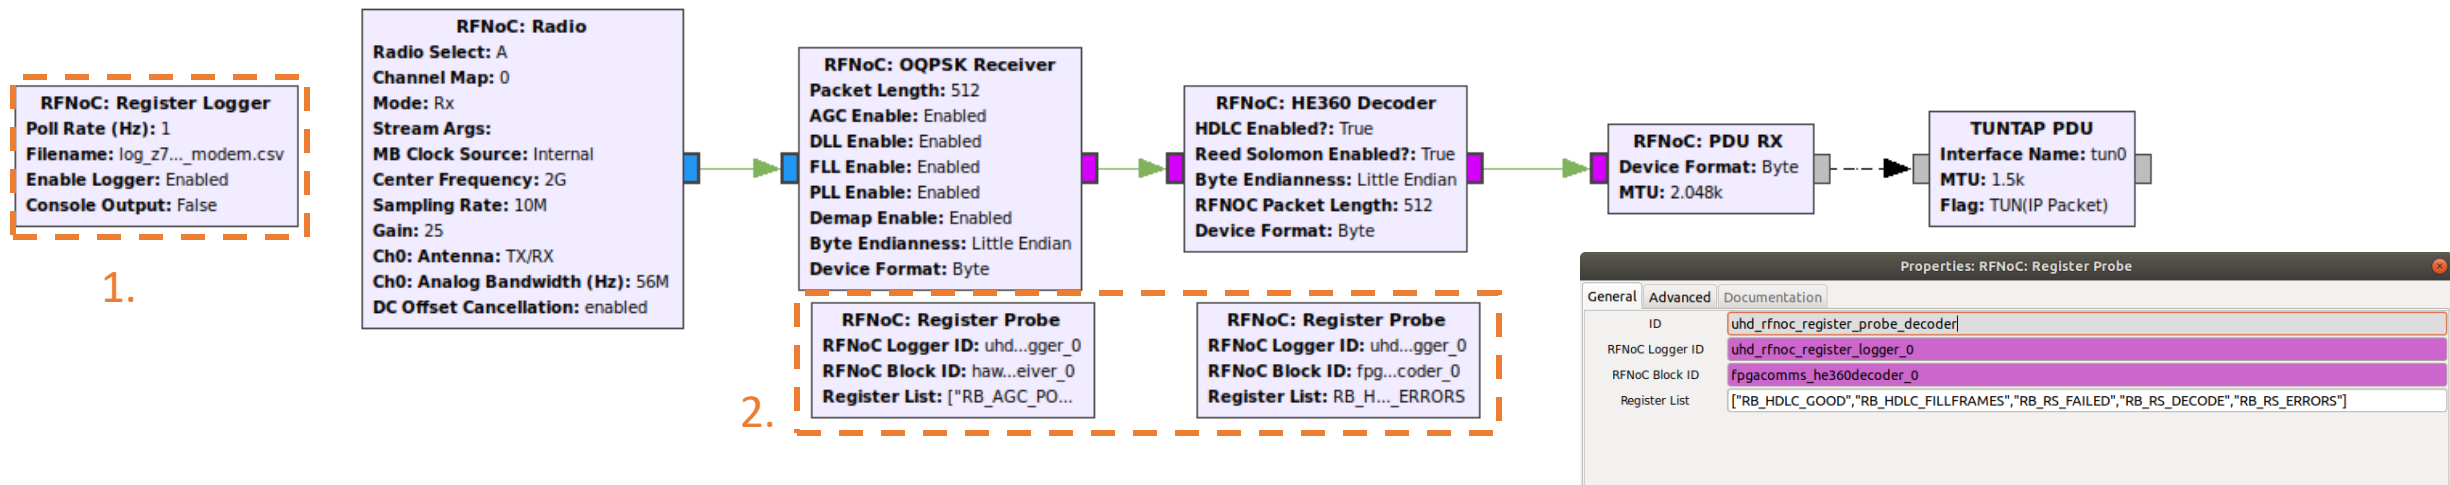 RFNoC: Register Logger
Poll Rate (Hz): 1
Filename: log_z7..._modem.csv
Enable Logger: Enabled
Console Output: False
1.
RFNoC: Radio
Radio Select: A
Channel Map: 0
Mode: Rx
Stream Args:
MB Clock Source: Internal
Center Frequency: 2G
Sampling Rate: 10M
Gain: 25
Ch0: Antenna: TX/RX
Ch0: Analog Bandwidth (Hz): 56M
DC Offset Cancellation: enabled
RFNoC: OQPSK Receiver
Packet Length: 512
AGC Enable: Enabled
DLL Enable: Enabled
FLL Enable: Enabled
PLL Enable: Enabled
Demap Enable: Enabled
Byte Endianness: Little Endian
Device Format: Byte
RFNoC: HE360 Decoder
HDLC Enabled?: True
Reed Solomon Enabled?: True
Byte Endianness: Little Endian
RFNOC Packet Length: 512
Device Format: Byte
RFNoC: PDU RX
Device Format: Byte
MTU: 2.048k
TUNTAP PDU
Interface Name: tun0
MTU: 1.5k
Flag: TUN(IP Packet)
2.
RFNoC: Register Probe
RFNoC Logger ID: uhd...gger_0
RFNoC Block ID: haw...eiver_0
Register List: ["RB_AGC_PO...
RFNoC: Register Probe
RFNoC Logger ID: uhd...gger_0
RFNoC Block ID: fpg...coder_0
Register List: RB_H..._ERRORS
Properties: RFNoC: Register Probe
General Advanced Documentation
ID uhd_rfnoc_register_probe_decoder
RFNoC Logger ID uhd_rfnoc_register_logger_0
RFNoC Block ID fpgacomms_he360decoder_0
Register List ["RB_HDLC_GOOD","RB_HDLC_FILLFRAMES","RB_RS_FAILED","RB_RS_DECODE","RB_RS_ERRORS"]